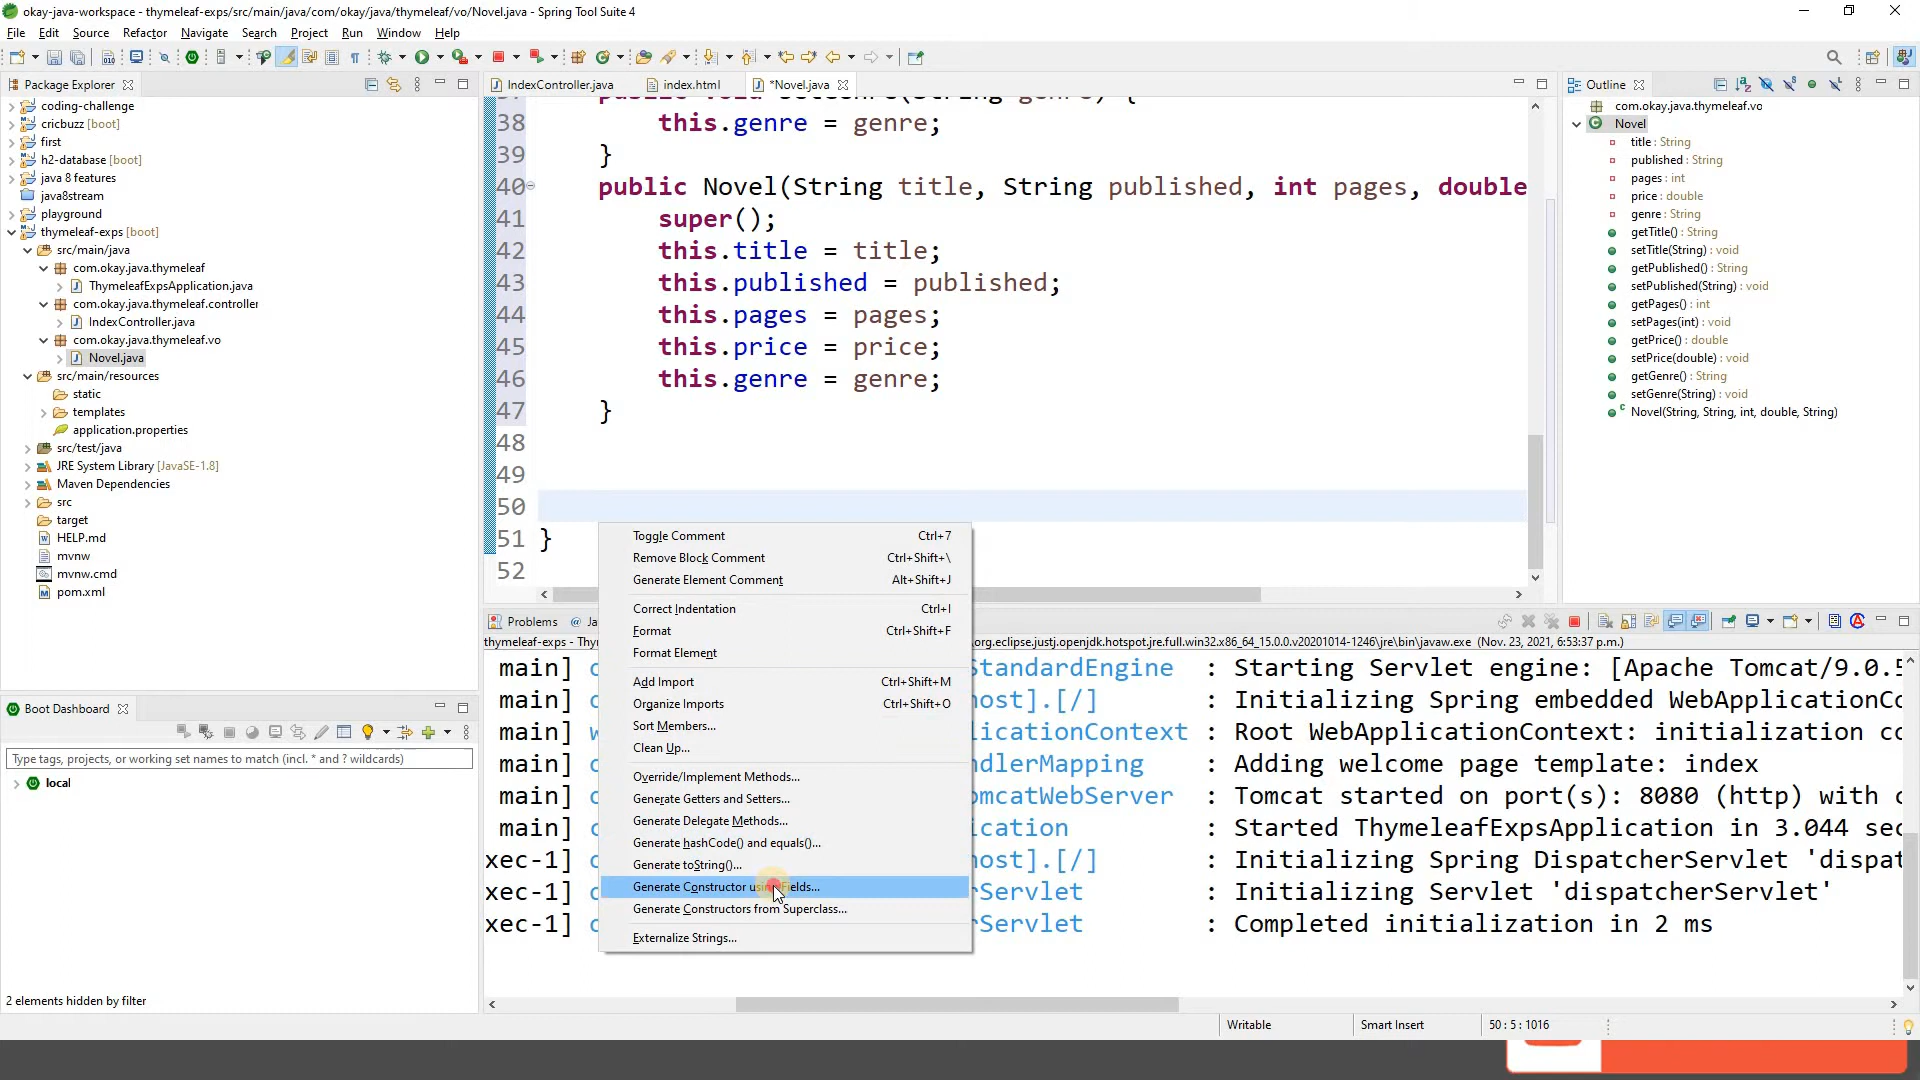 okay-java-workspace - thymeleaf-exps/src/main/java/com/okay/java/thymeleaf/vo/Novel.java - Spring Tool Suite 4
File Edit Source Refactor Navigate Search Project Run Window Help
Package Explorer
coding-challenge
cricbuzz [boot]
first
h2-database [boot]
java 8 features
java8stream
playground
thymeleaf-exps [boot]
src/main/java
com.okay.java.thymeleaf
ThymeleafExpsApplication.java
com.okay.java.thymeleaf.controller
IndexController.java
com.okay.java.thymeleaf.vo
Novel.java
src/main/resources
static
templates
application.properties
src/test/java
JRE System Library [JavaSE-1.8]
Maven Dependencies
src
target
HELP.md
mvnw
mvnw.cmd
pom.xml
Boot Dashboard
Type tags, projects, or working set names to match (incl. * and ? wildcards)
local
2 elements hidden by filter
IndexController.java index.html *Novel.java
public void setGenre(String genre) {
38 this.genre = genre;
39 }
40 public Novel(String title, String published, int pages, double
41 super();
42 this.title = title;
43 this.published = published;
44 this.pages = pages;
45 this.price = price;
46 this.genre = genre;
47 }
48
49
50
51 }
52
Toggle Comment Ctrl+7
Remove Block Comment Ctrl+Shift+\
Generate Element Comment Alt+Shift+J
Correct Indentation Ctrl+I
Format Ctrl+Shift+F
Format Element
Add Import Ctrl+Shift+M
Organize Imports Ctrl+Shift+O
Sort Members...
Clean Up...
Override/Implement Methods...
Generate Getters and Setters...
Generate Delegate Methods...
Generate hashCode() and equals()...
Generate toString()...
Generate Constructor using Fields...
Generate Constructors from Superclass...
Externalize Strings...
Outline
com.okay.java.thymeleaf.vo
Novel
title : String
published : String
pages : int
price : double
genre : String
getTitle() : String
setTitle(String) : void
getPublished() : String
setPublished(String) : void
getPages() : int
setPages(int) : void
getPrice() : double
setPrice(double) : void
getGenre() : String
setGenre(String) : void
Novel(String, String, int, double, String)
Problems @ Ja
thymeleaf-exps - Thy org.eclipse.justj.openjdk.hotspot.jre.full.win32.x86_64_15.0.0.v20201014-1246\jre\bin\javaw.exe (Nov. 23, 2021, 6:53:37 p.m.)
main] StandardEngine : Starting Servlet engine: [Apache Tomcat/9.0.5
main] ost].[/] : Initializing Spring embedded WebApplicationCo
main] licationContext : Root WebApplicationContext: initialization co
main] ndlerMapping : Adding welcome page template: index
main] omcatWebServer : Tomcat started on port(s): 8080 (http) with c
main] ication : Started ThymeleafExpsApplication in 3.044 sec
xec-1] ost].[/] : Initializing Spring DispatcherServlet 'dispat
xec-1] rServlet : Initializing Servlet 'dispatcherServlet'
xec-1] rServlet : Completed initialization in 2 ms
Writable Smart Insert 50 : 5 : 1016